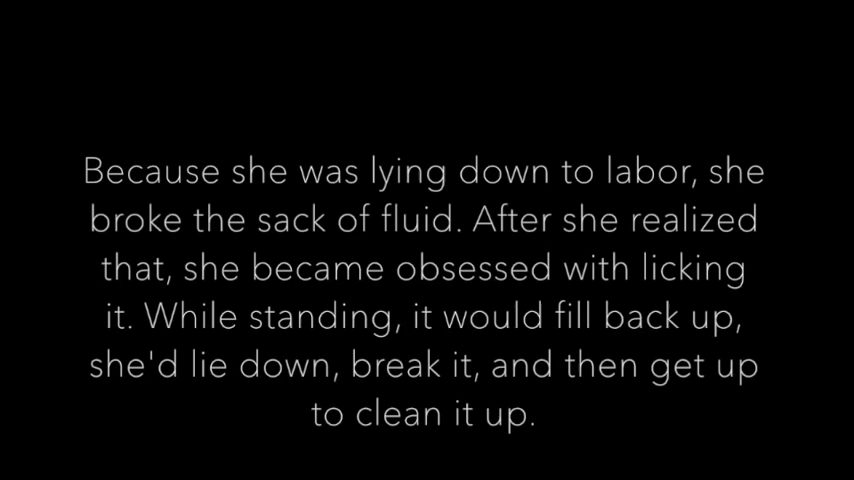 Because she was lying down to labor, she
broke the sack of fluid. After she realized
that, she became obsessed with licking
it. While standing, it would fill back up,
she'd lie down, break it, and then get up
to clean it up.